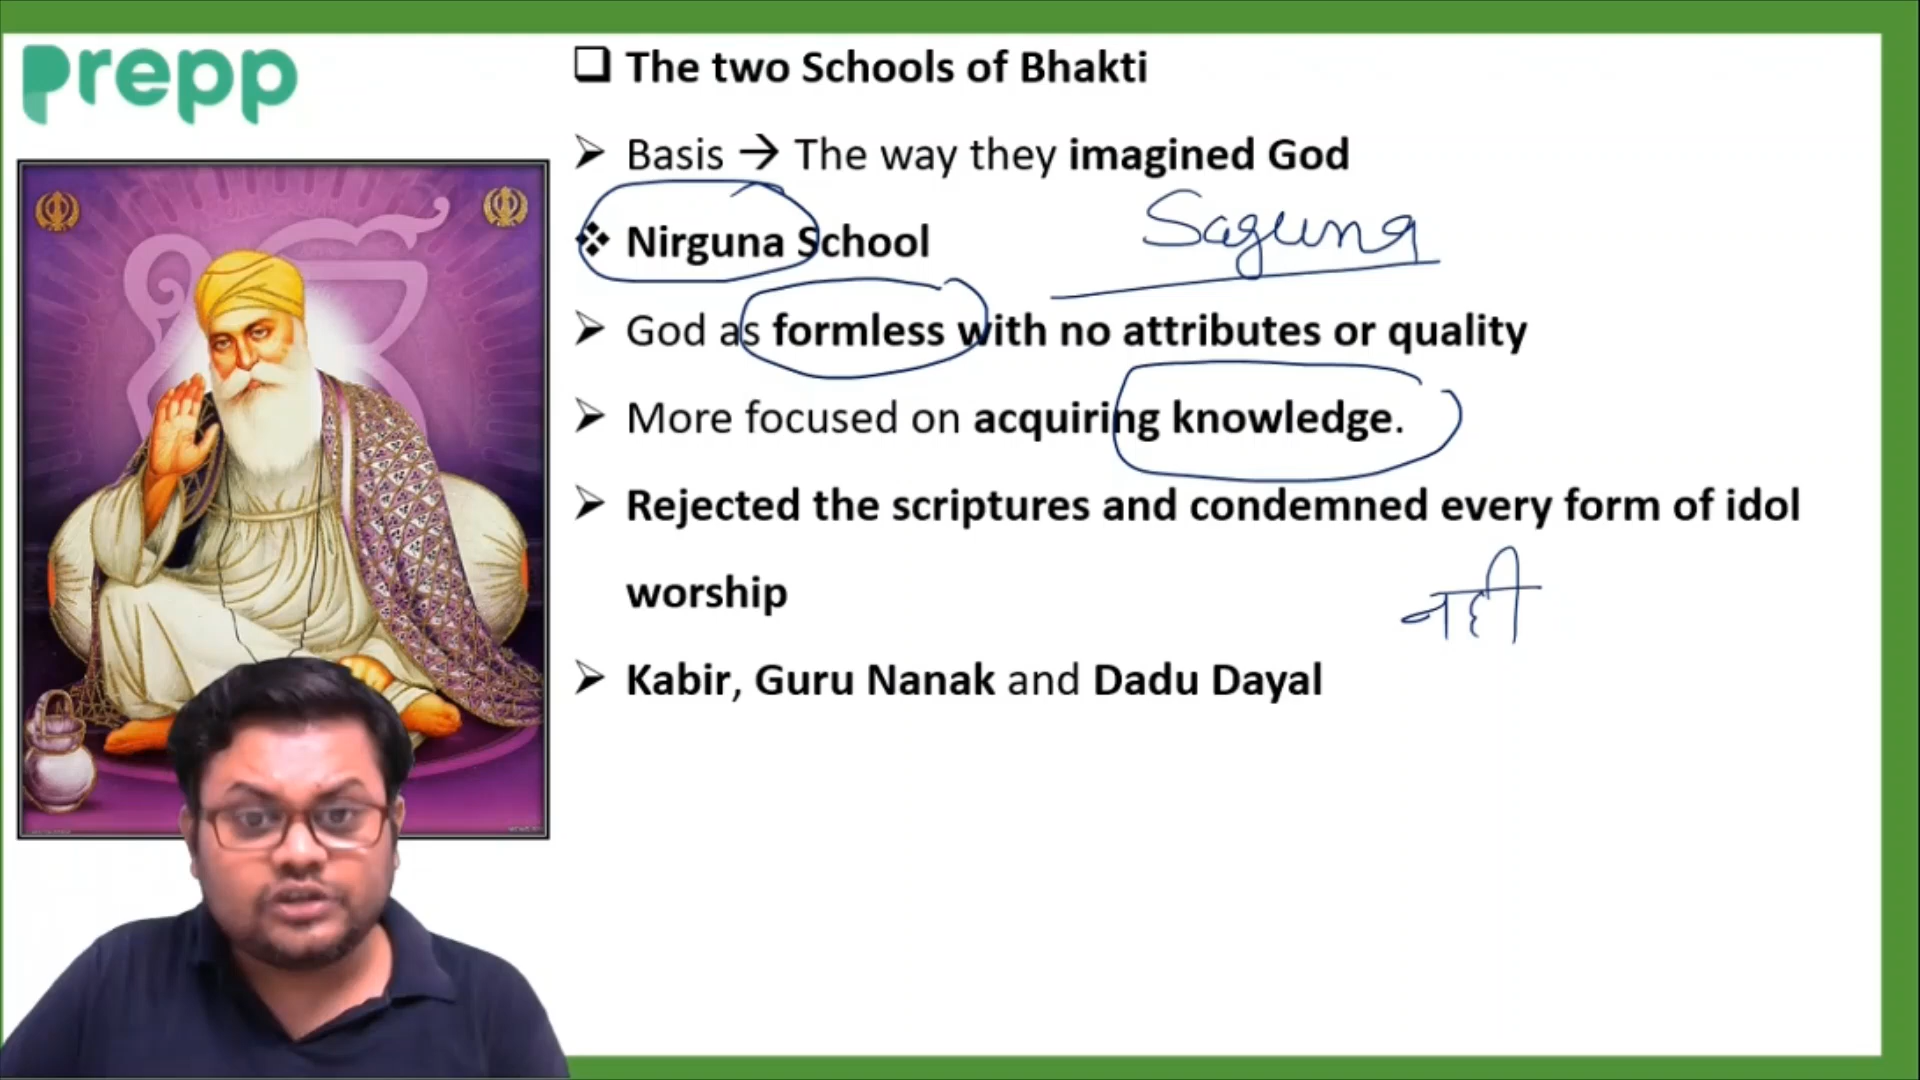 prepp
The two Schools of Bhakti
Basis → The way they imagined God
Nirguna School
Saguna
God as formless with no attributes or quality
More focused on acquiring knowledge.
Rejected the scriptures and condemned every form of idol
worship
नही
Kabir, Guru Nanak and Dadu Dayal